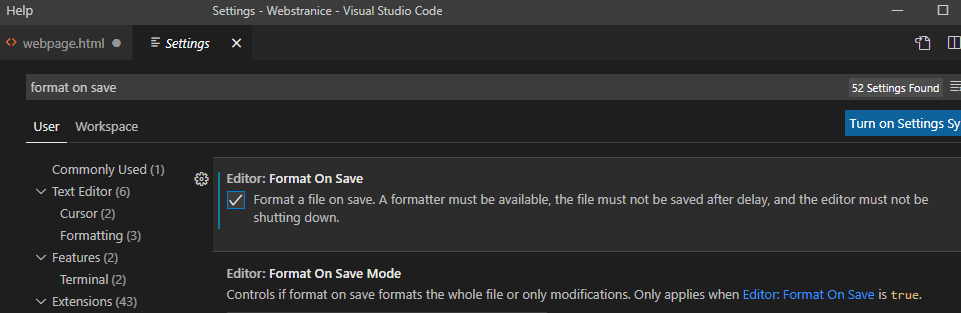 Help Settings - Webstranice - Visual Studio Code
webpage.html Settings
format on save 52 Settings Found
User Workspace Turn on Settings Sy
Commonly Used (1)
Text Editor (6)
Cursor (2)
Formatting (3)
Features (2)
Terminal (2)
Extensions (43)
Editor: Format On Save
Format a file on save. A formatter must be available, the file must not be saved after delay, and the editor must not be
shutting down.
Editor: Format On Save Mode
Controls if format on save formats the whole file or only modifications. Only applies when Editor: Format On Save is true.